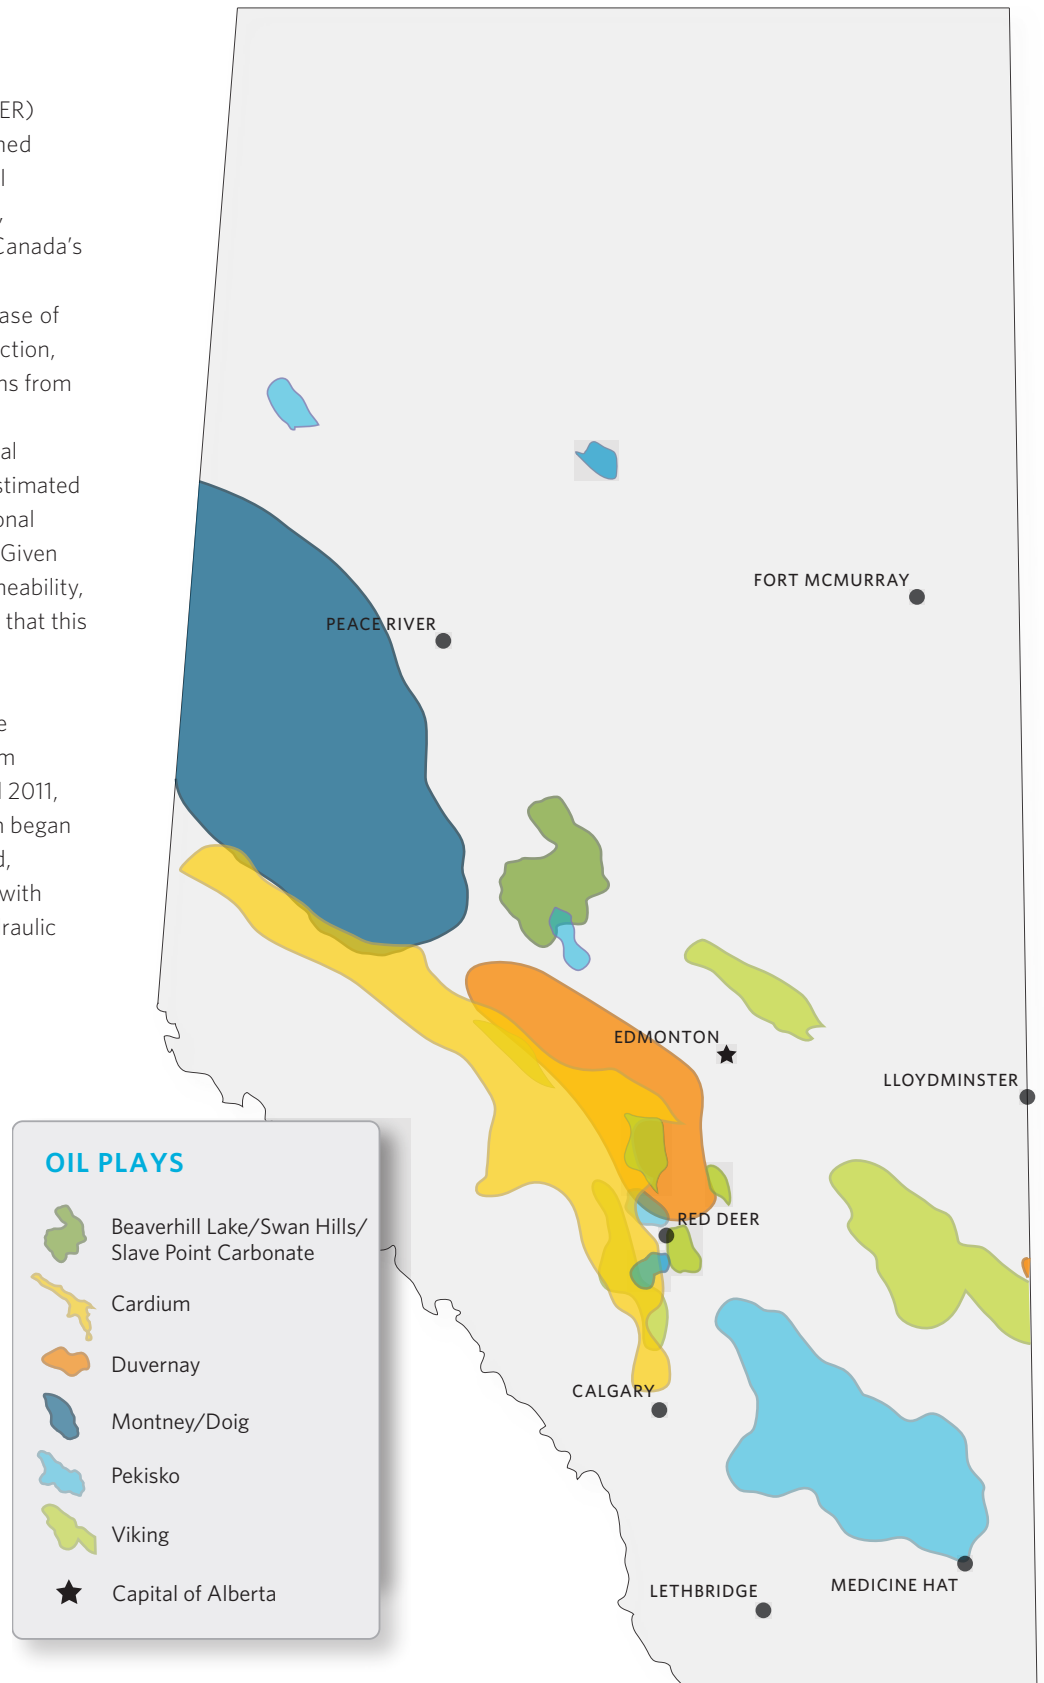 ER)
ned
l
,
Canada's
ase of
ction,
ns from
al
stimated
onal
Given
meability,
that this
e
m
l 2011,
n began
d,
with
raulic
FORT MCMURRAY
PEACE RIVER
EDMONTON
LLOYDMINSTER
RED DEER
CALGARY
MEDICINE HAT
LETHBRIDGE
OIL PLAYS
Beaverhill Lake/Swan Hills/
Slave Point Carbonate
Cardium
Duvernay
Montney/Doig
Pekisko
Viking
Capital of Alberta